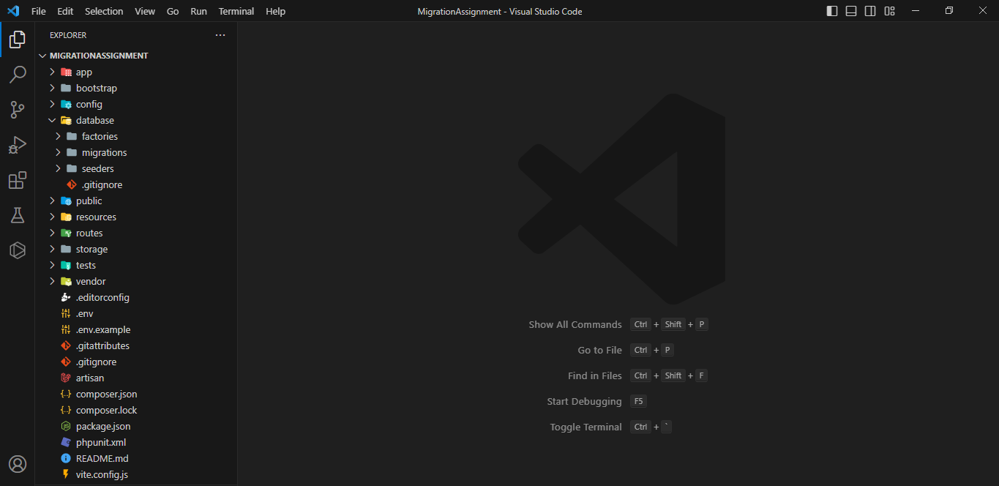 File Edit Selection View Go Run Terminal Help MigrationAssignment - Visual Studio Code
EXPLORER ...
MIGRATIONASSIGNMENT
app
bootstrap
config
database
factories
migrations
seeders
.gitignore
public
resources
routes
storage
tests
vendor
.editorconfig
.env
.env.example
.gitattributes
.gitignore
artisan
composer.json
composer.lock
package.json
phpunit.xml
README.md
vite.config.js
Show All Commands Ctrl + Shift + P
Go to File Ctrl + P
Find in Files Ctrl + Shift + F
Start Debugging F5
Toggle Terminal Ctrl + `